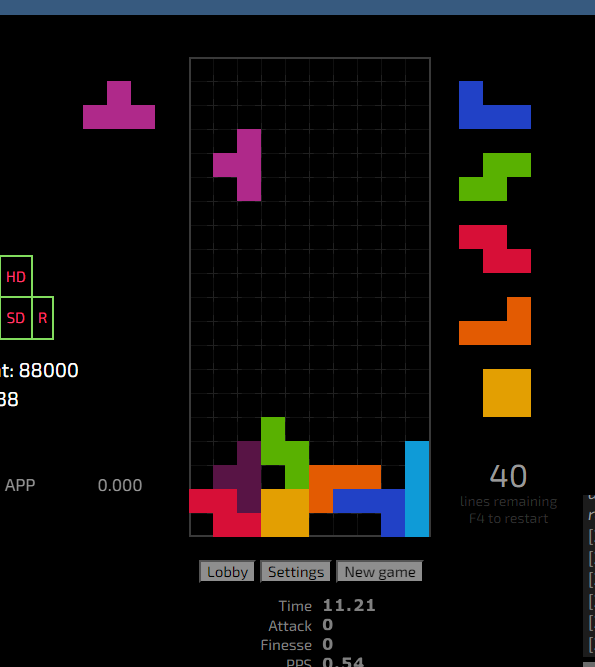 HD
SD R
t: 88000
38
APP 0.000
40
lines remaining
F4 to restart
Lobby Settings New game
Time 11.21
Attack 0
Finesse 0
PPS 0.54